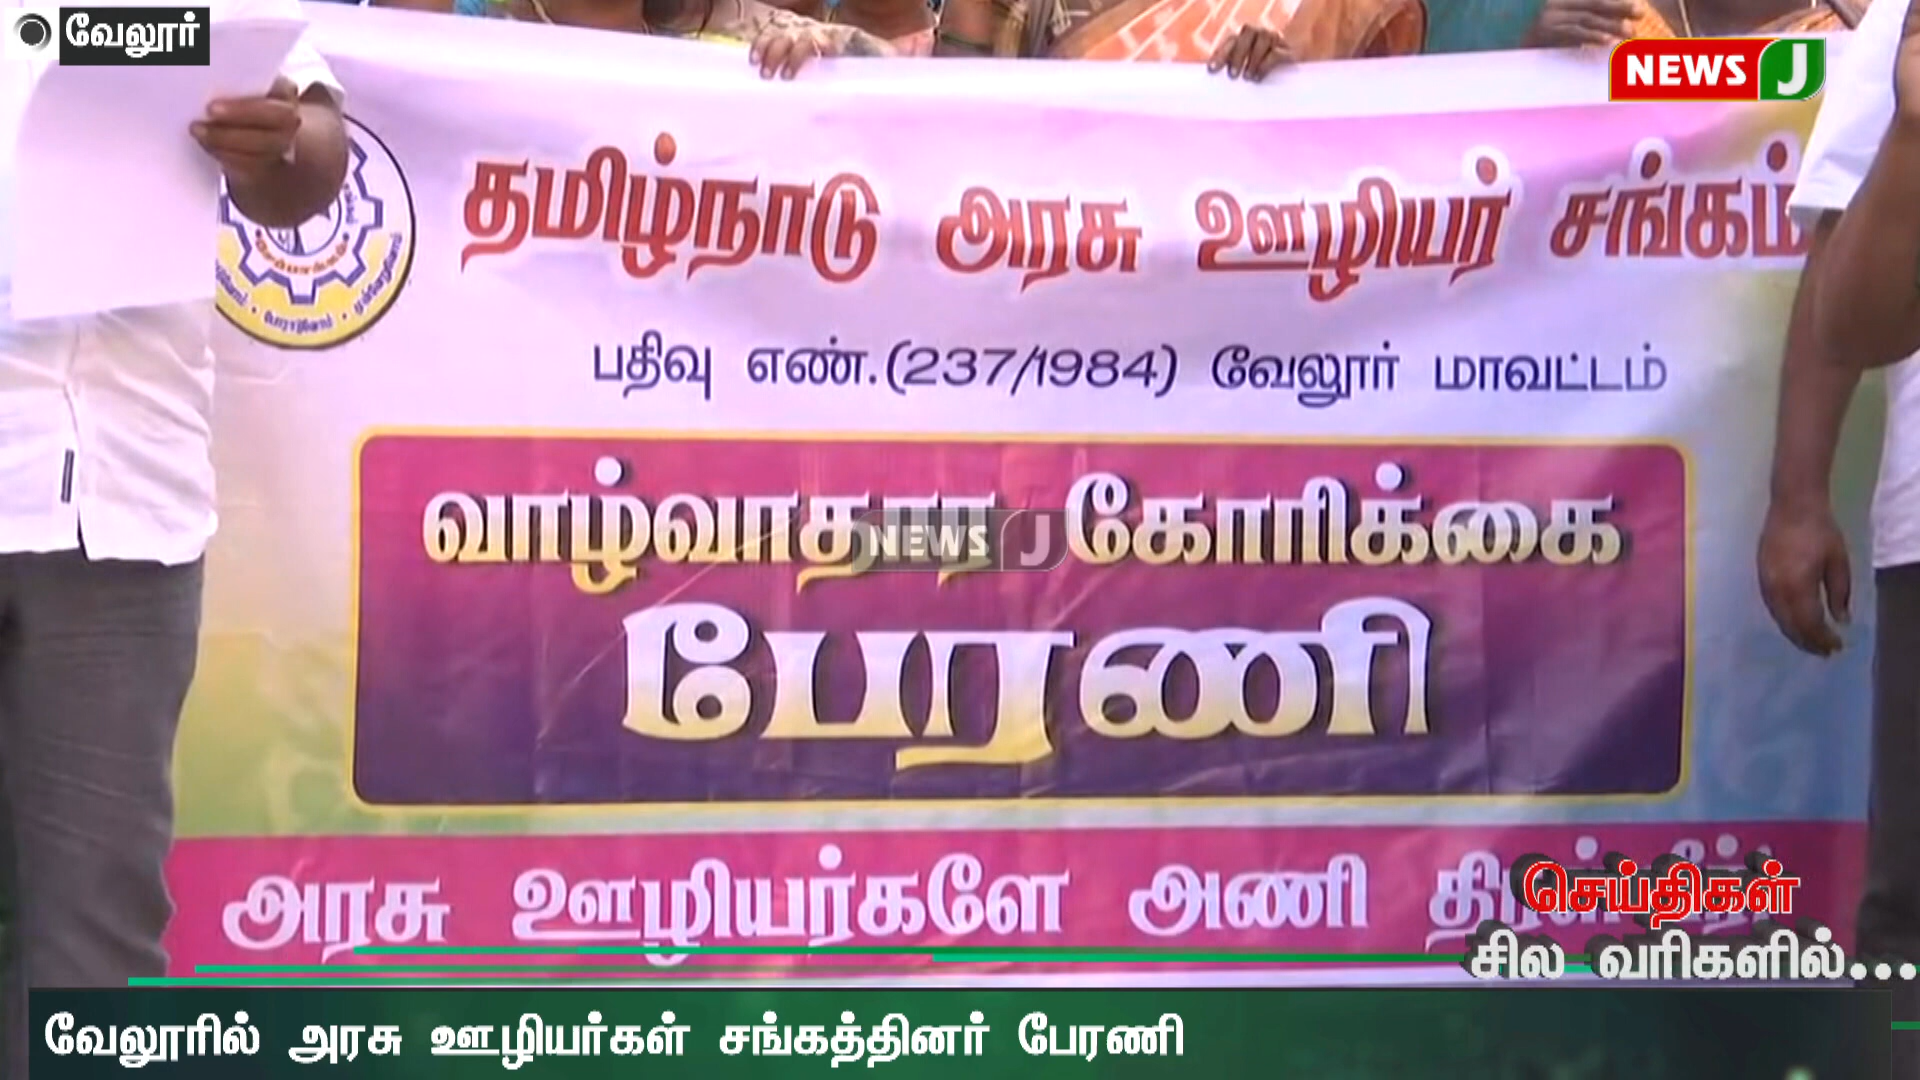 வேலூர்
NEWS J
தமிழ்நாடு அரசு ஊழியர் சங்கம்
பதிவு எண்.(237/1984) வேலூர் மாவட்டம்
வாழ்வாதார கோரிக்கை
NEWS J
பேரணி
அரசு ஊழியர்களே அணி
செய்திகள்
சில வரிகளில்...
வேலூரில் அரசு ஊழியர்கள் சங்கத்தினர் பேரணி